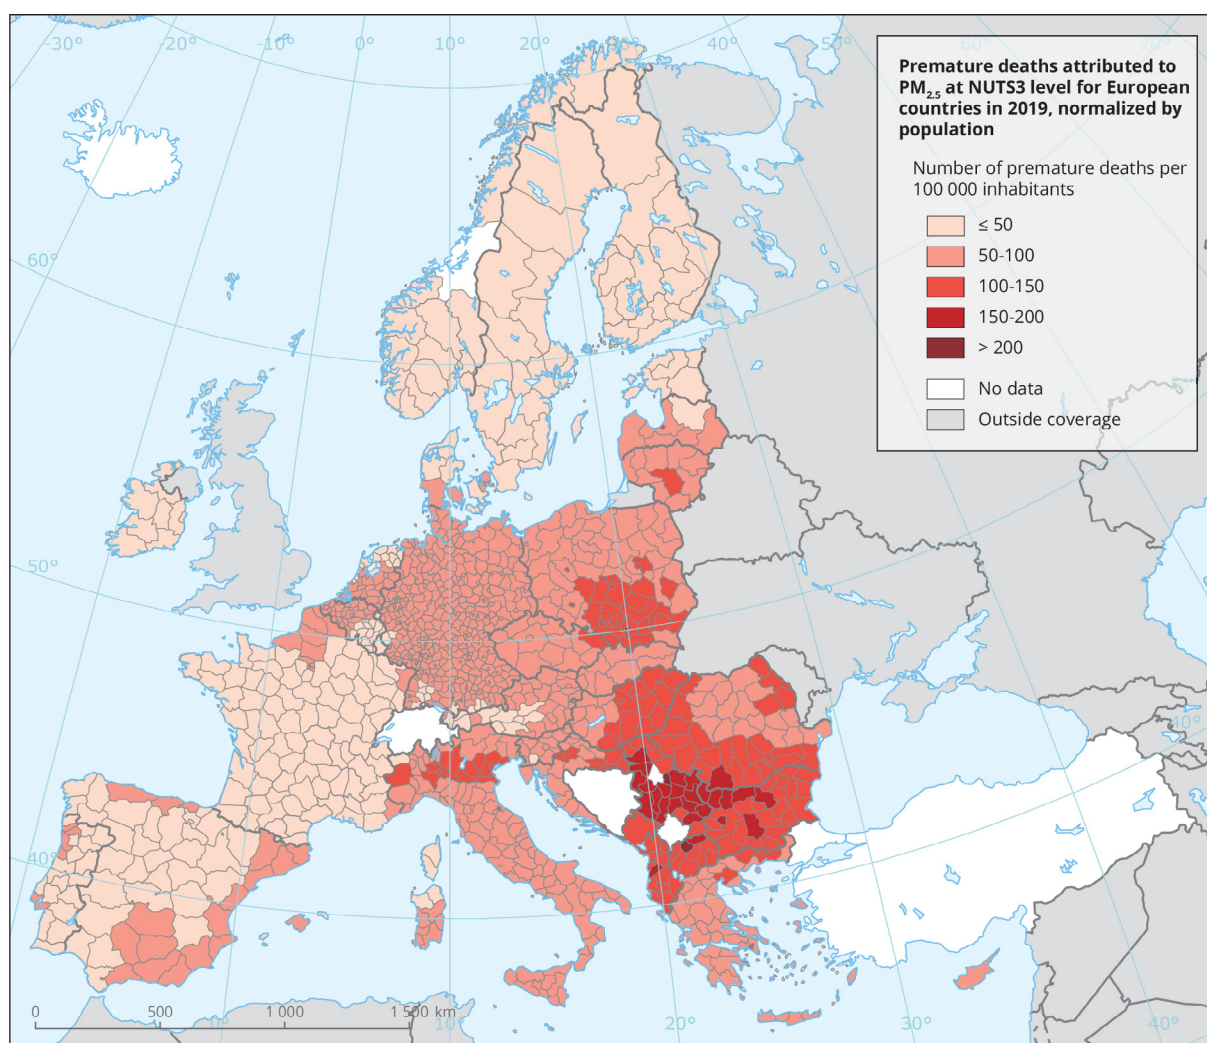 -30°
-20°
-10°
0°
10°
20°
30°
40°
50°
60°
70°
Premature deaths attributed to
PM2.5 at NUTS3 level for European
countries in 2019, normalized by
population
Number of premature deaths per
100 000 inhabitants
≤ 50
50-100
100-150
150-200
> 200
No data
Outside coverage
60°
50°
40°
40°
0 500 1 000 1 500 km
0°
10°
20°
30°
40°